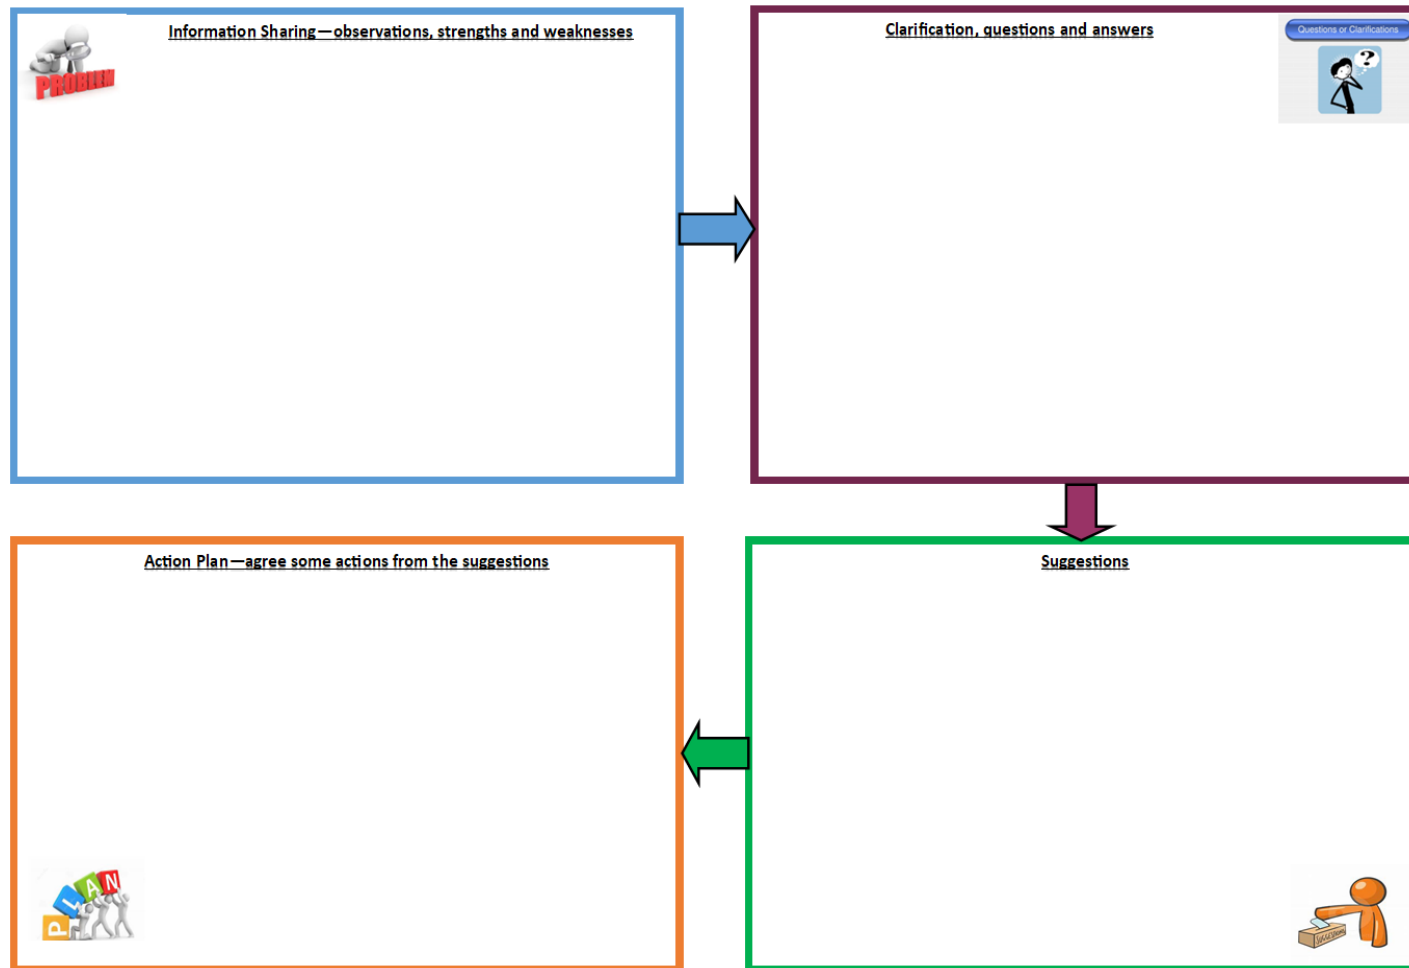 Information Sharing—observations, strengths and weaknesses
PROBLEM
Clarification, questions and answers
Questions or Clarifications
?
Action Plan—agree some actions from the suggestions
PLAN
Suggestions
SUGGESTIONS